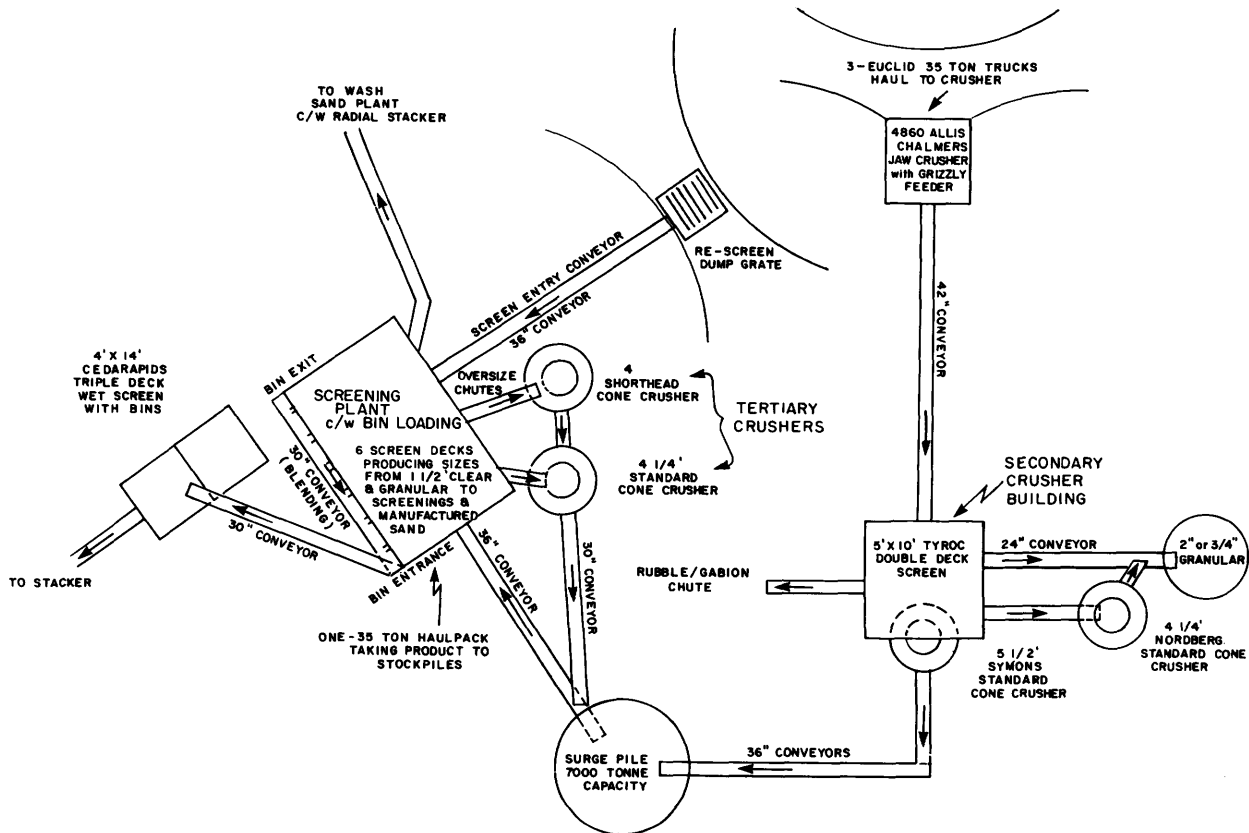 3-EUCLID 35 TON TRUCKS
HAUL TO CRUSHER
4860 ALLIS
CHALMERS
JAW CRUSHER
with GRIZZLY
FEEDER
TO WASH
SAND PLANT
C/W RADIAL STACKER
RE-SCREEN
DUMP GRATE
SCREEN ENTRY CONVEYOR
36" CONVEYOR
42" CONVEYOR
4' X 14'
CEDARAPIDS
TRIPLE DECK
WET SCREEN
WITH BINS
BIN EXIT
SCREENING
PLANT
C/W BIN LOADING
6 SCREEN DECKS
PRODUCING SIZES
FROM 1 1/2' CLEAR
& GRANULAR TO
SCREENINGS &
MANUFACTURED
SAND
OVERSIZE
CHUTES
4
SHORTHEAD
CONE CRUSHER
TERTIARY
CRUSHERS
4 1/4'
STANDARD
CONE CRUSHER
30" CONVEYOR
(BLENDING)
30" CONVEYOR
TO STACKER
BIN ENTRANCE
36" CONVEYOR
30" CONVEYOR
ONE-35 TON HAULPACK
TAKING PRODUCT TO
STOCKPILES
SECONDARY
CRUSHER
BUILDING
5' X 10' TYROC
DOUBLE DECK
SCREEN
24" CONVEYOR
2" or 3/4"
GRANULAR
RUBBLE/GABION
CHUTE
4 1/4'
NORDBERG
STANDARD CONE
CRUSHER
5 1/2'
SYMONS
STANDARD
CONE CRUSHER
36" CONVEYORS
SURGE PILE
7000 TONNE
CAPACITY